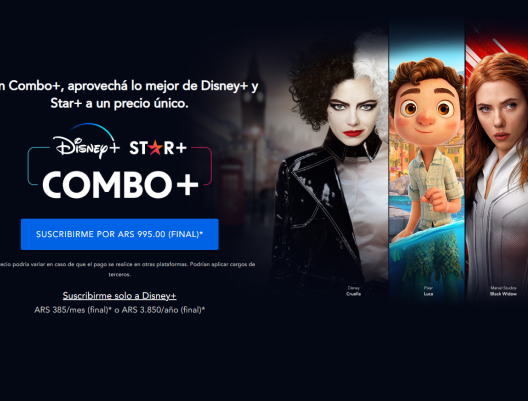 n Combo+, aprovechá lo mejor de Disney+ y
Star+ a un precio único.
Disney+ STAR+
COMBO+
SUSCRIBIRME POR ARS 995.00 (FINAL)*
ecio podría variar en caso de que el pago se realice en otras plataformas. Podrían aplicar cargos de
terceros.
Suscribirme solo a Disney+
ARS 385/mes (final)* o ARS 3.850/año (final)*
Disney
Cruella
Pixar
Luca
Marvel Studios
Black Widow